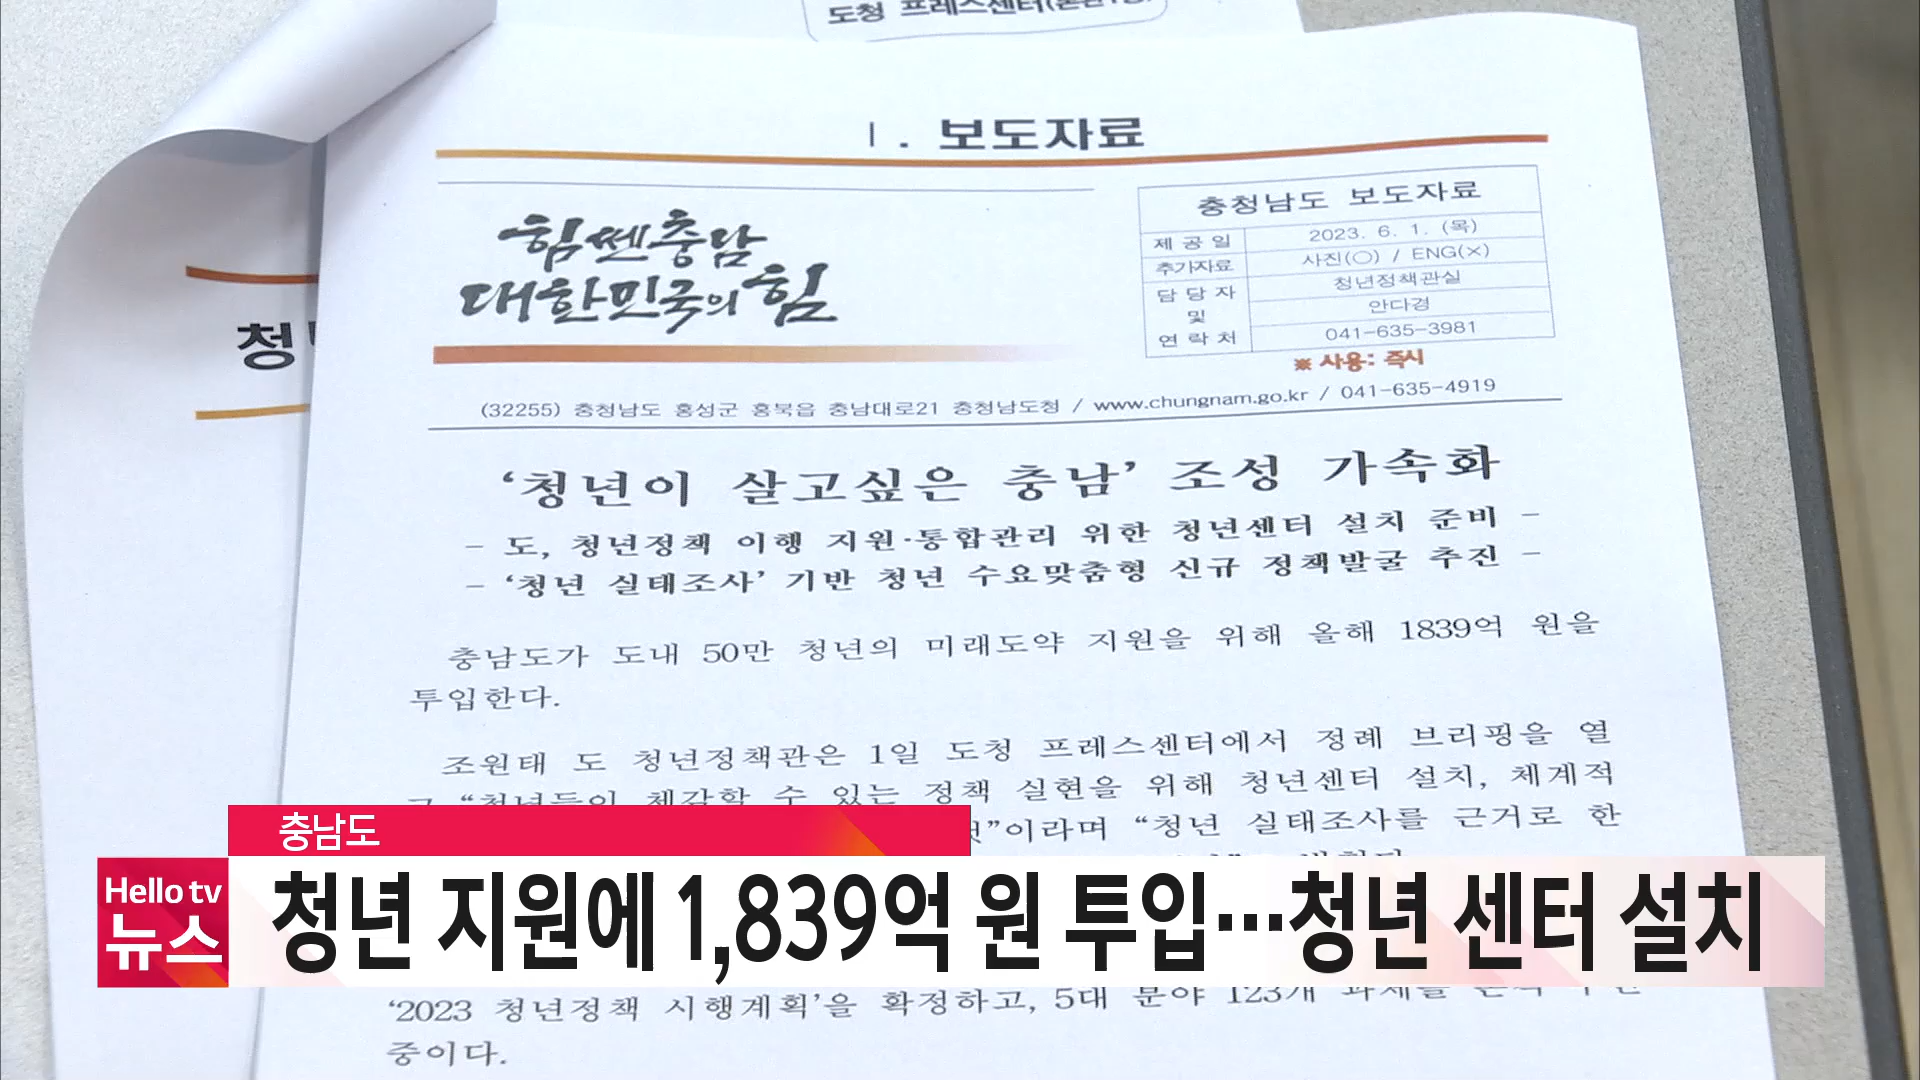 도청 프레스센터
Ⅰ. 보도자료
힘쎈충남
대한민국의 힘
충청남도 보도자료
제 공 일 2023. 6. 1. (목)
추가자료 사진(○) / ENG(×)
담 당 자 및 연 락 처 청년정책관실
안다경
041-635-3981
※ 사용: 즉시
(32255) 충청남도 홍성군 홍북읍 충남대로21 충청남도청 / www.chungnam.go.kr / 041-635-4919
청
‘청년이 살고싶은 충남’ 조성 가속화
- 도, 청년정책 이행 지원·통합관리 위한 청년센터 설치 준비 -
- ‘청년 실태조사’ 기반 청년 수요맞춤형 신규 정책발굴 추진 -
충남도가 도내 50만 청년의 미래도약 지원을 위해 올해 1839억 원을
투입한다.
조원태 도 청년정책관은 1일 도청 프레스센터에서 정례 브리핑을 열
“청년들이 체감할 수 있는 정책 실현을 위해 청년센터 설치, 체계적
”이라며 “청년 실태조사를 근거로 한
충남도
Hello tv
뉴스
청년 지원에 1,839억 원 투입…청년 센터 설치
‘2023 청년정책 시행계획’을 확정하고, 5대 분야 123개
중이다.